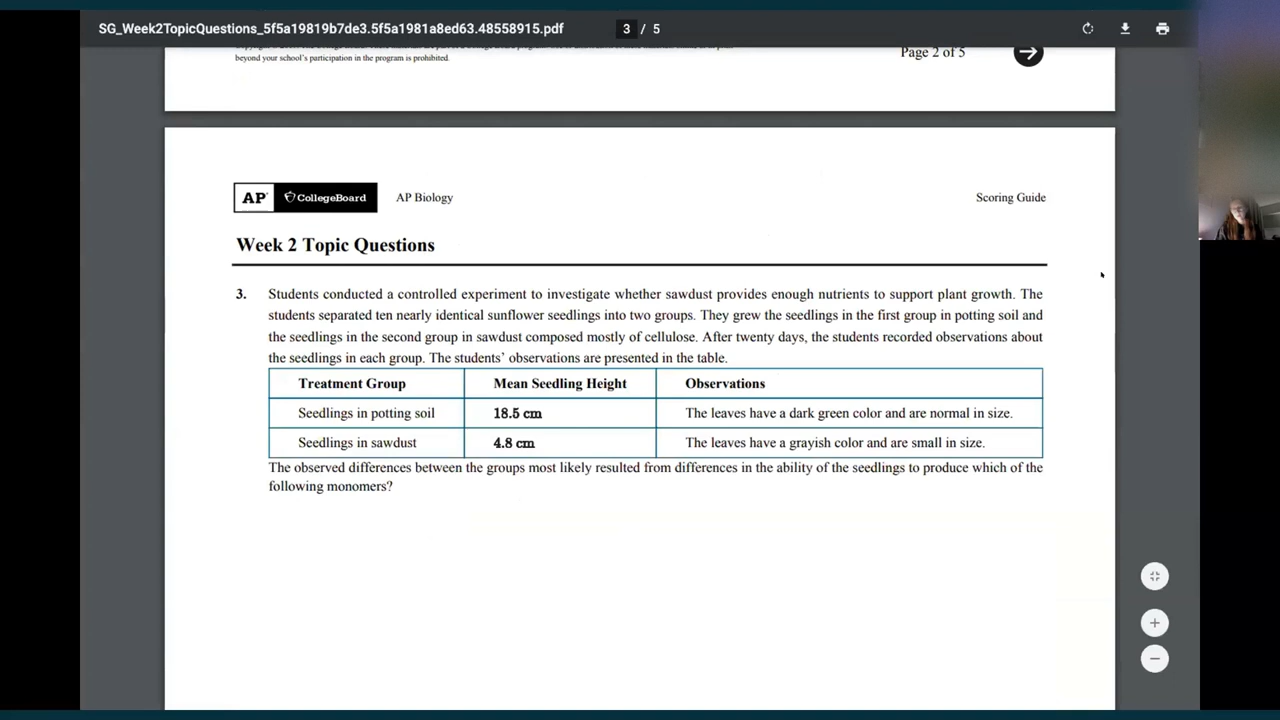 SG_Week2TopicQuestions_5f5a19819b7de3.5f5a1981a8ed63.48558915.pdf
3 / 5
beyond your school's participation in the program is prohibited.
Page 2 of 5
AP CollegeBoard AP Biology Scoring Guide
Week 2 Topic Questions
3. Students conducted a controlled experiment to investigate whether sawdust provides enough nutrients to support plant growth. The
students separated ten nearly identical sunflower seedlings into two groups. They grew the seedlings in the first group in potting soil and
the seedlings in the second group in sawdust composed mostly of cellulose. After twenty days, the students recorded observations about
the seedlings in each group. The students' observations are presented in the table.
Treatment Group Mean Seedling Height Observations
Seedlings in potting soil 18.5 cm The leaves have a dark green color and are normal in size.
Seedlings in sawdust 4.8 cm The leaves have a grayish color and are small in size.
The observed differences between the groups most likely resulted from differences in the ability of the seedlings to produce which of the
following monomers?